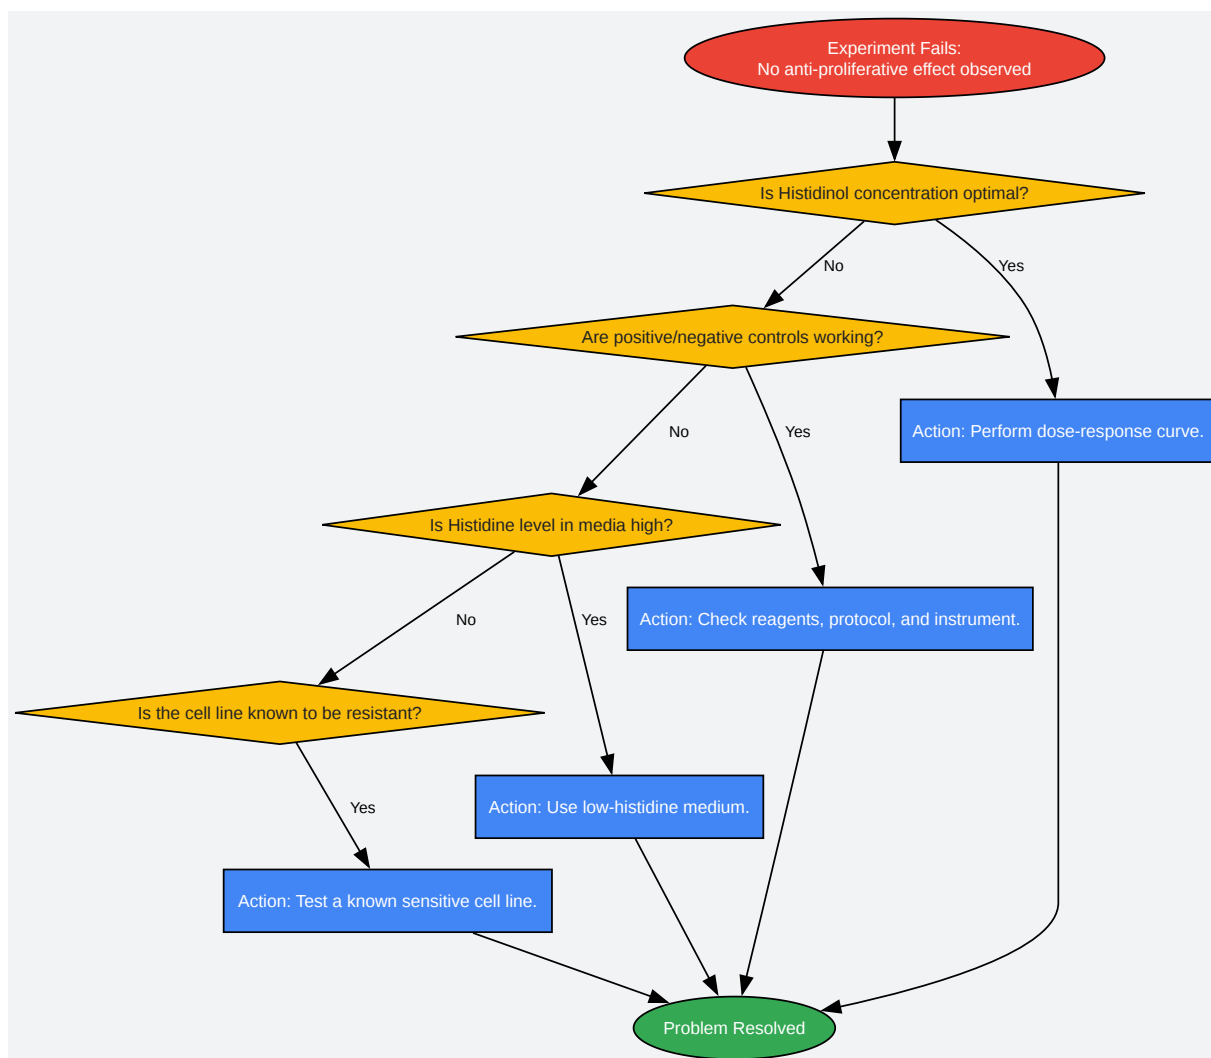 Experiment Fails:
No anti-proliferative effect observed
Is Histidinol concentration optimal?
No
Yes
Are positive/negative controls working?
No
Yes
Action: Perform dose-response curve.
Is Histidine level in media high?
No
Yes
Action: Check reagents, protocol, and instrument.
Is the cell line known to be resistant?
Yes
Action: Use low-histidine medium.
Action: Test a known sensitive cell line.
Problem Resolved